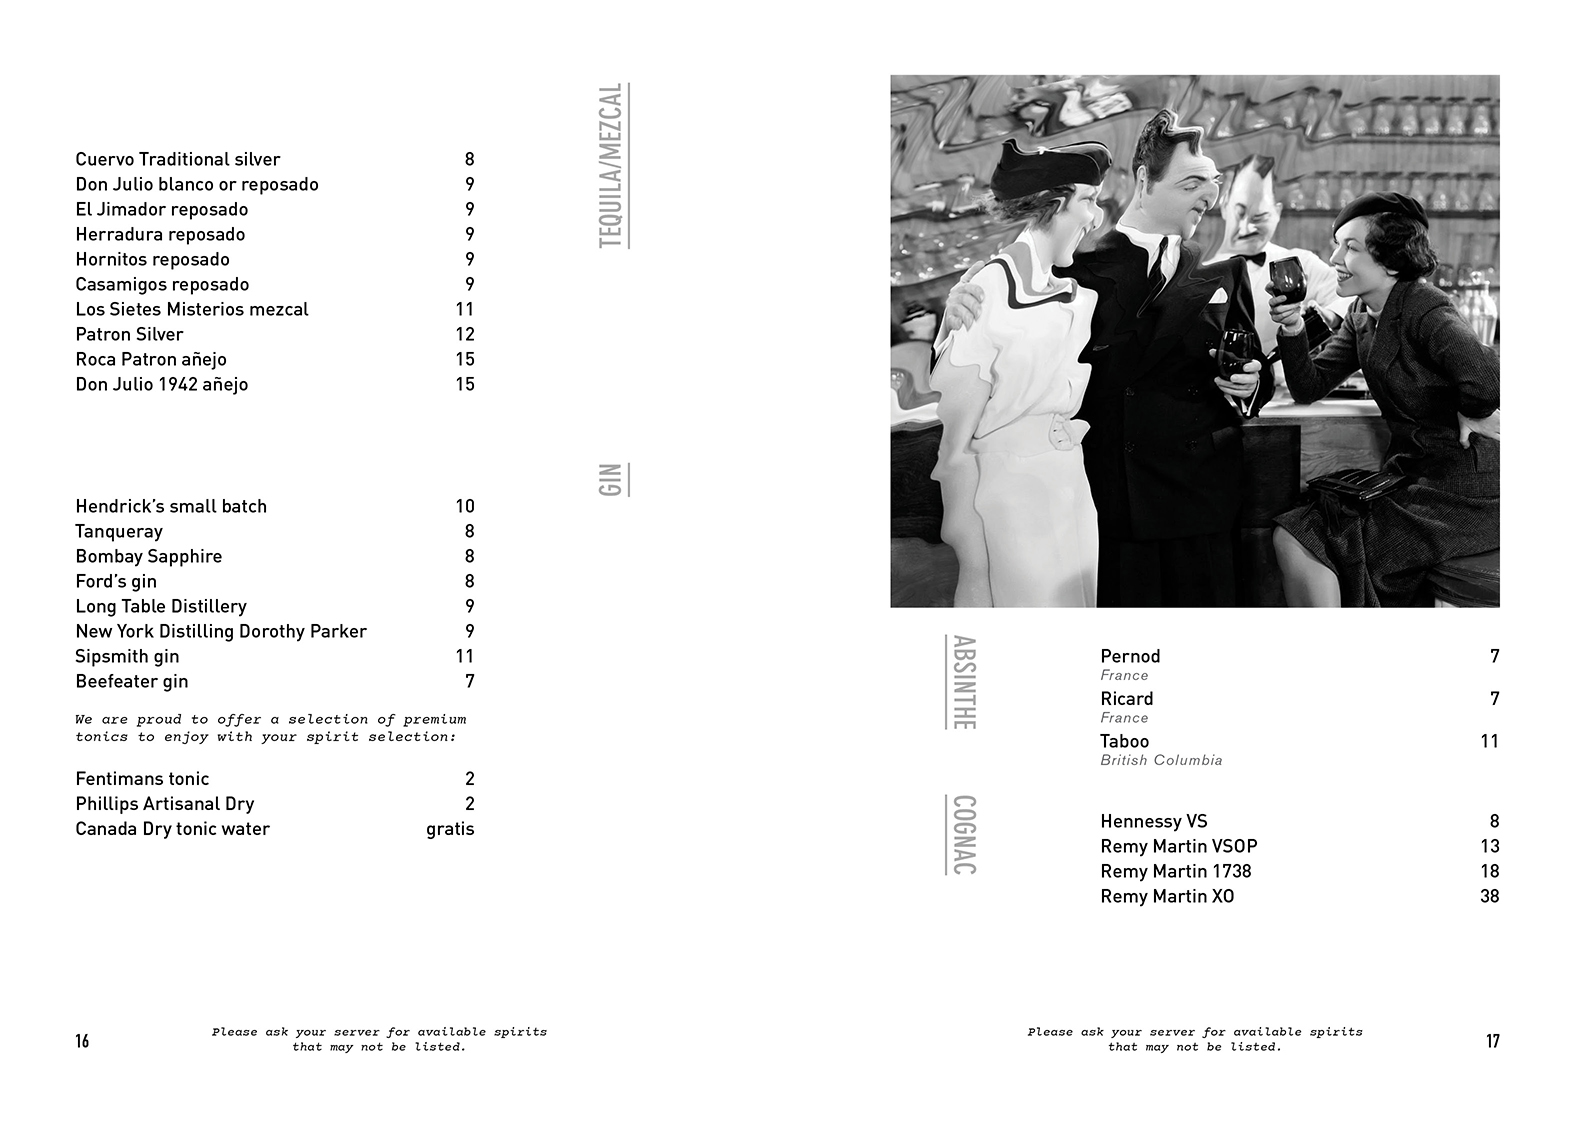 TEQUILA/MEZCAL
Cuervo Traditional silver 8
Don Julio blanco or reposado 9
El Jimador reposado 9
Herradura reposado 9
Hornitos reposado 9
Casamigos reposado 9
Los Sietes Misterios mezcal 11
Patron Silver 12
Roca Patron añejo 15
Don Julio 1942 añejo 15
GIN
Hendrick’s small batch 10
Tanqueray 8
Bombay Sapphire 8
Ford’s gin 8
Long Table Distillery 9
New York Distilling Dorothy Parker 9
Sipsmith gin 11
Beefeater gin 7
We are proud to offer a selection of premium
tonics to enjoy with your spirit selection:
Fentimans tonic 2
Phillips Artisanal Dry 2
Canada Dry tonic water gratis
Please ask your server for available spirits
that may not be listed.
16
ABSINTHE
Pernod 7
France
Ricard 7
France
Taboo 11
British Columbia
COGNAC
Hennessy VS 8
Remy Martin VSOP 13
Remy Martin 1738 18
Remy Martin XO 38
Please ask your server for available spirits
that may not be listed.
17